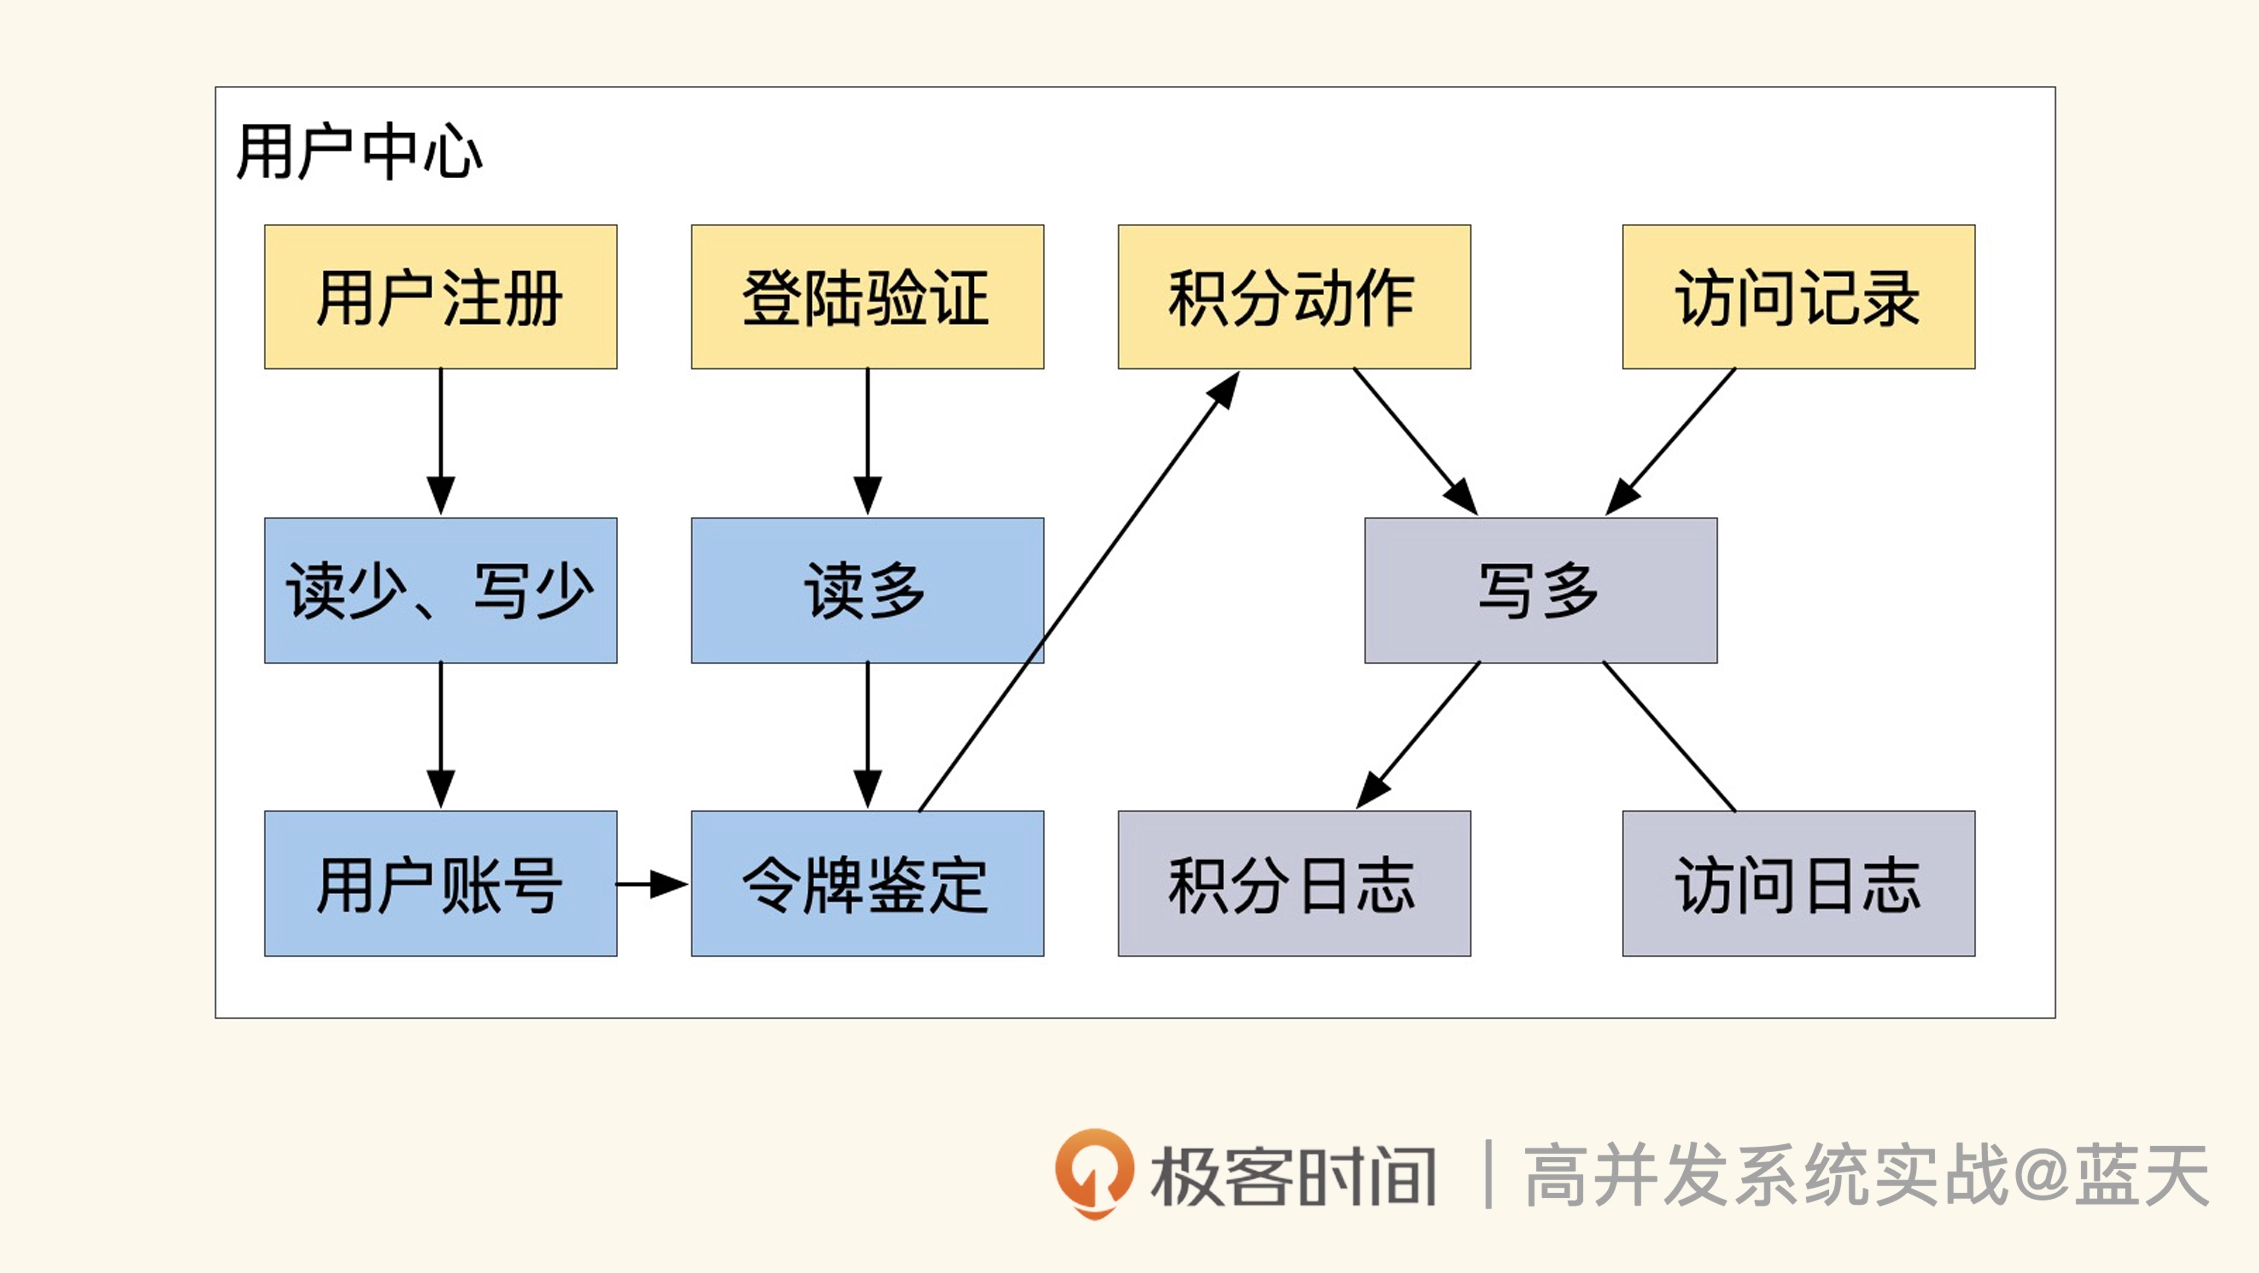 用户中心
用户注册
登陆验证
积分动作
访问记录
读少、写少
读多
写多
用户账号
令牌鉴定
积分日志
访问日志
极客时间 | 高并发系统实战@蓝天